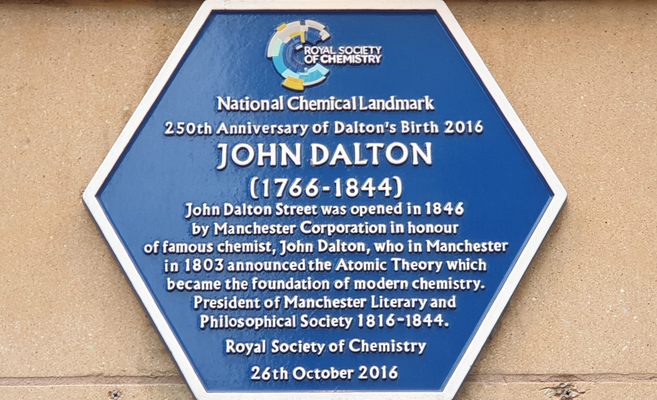 ROYAL SOCIETY
OF CHEMISTRY
National Chemical Landmark
250th Anniversary of Dalton's Birth 2016
JOHN DALTON
(1766-1844)
John Dalton Street was opened in 1846
by Manchester Corporation in honour
of famous chemist, John Dalton, who in Manchester
in 1803 announced the Atomic Theory which
became the foundation of modern chemistry.
President of Manchester Literary and
Philosophical Society 1816-1844.
Royal Society of Chemistry
26th October 2016